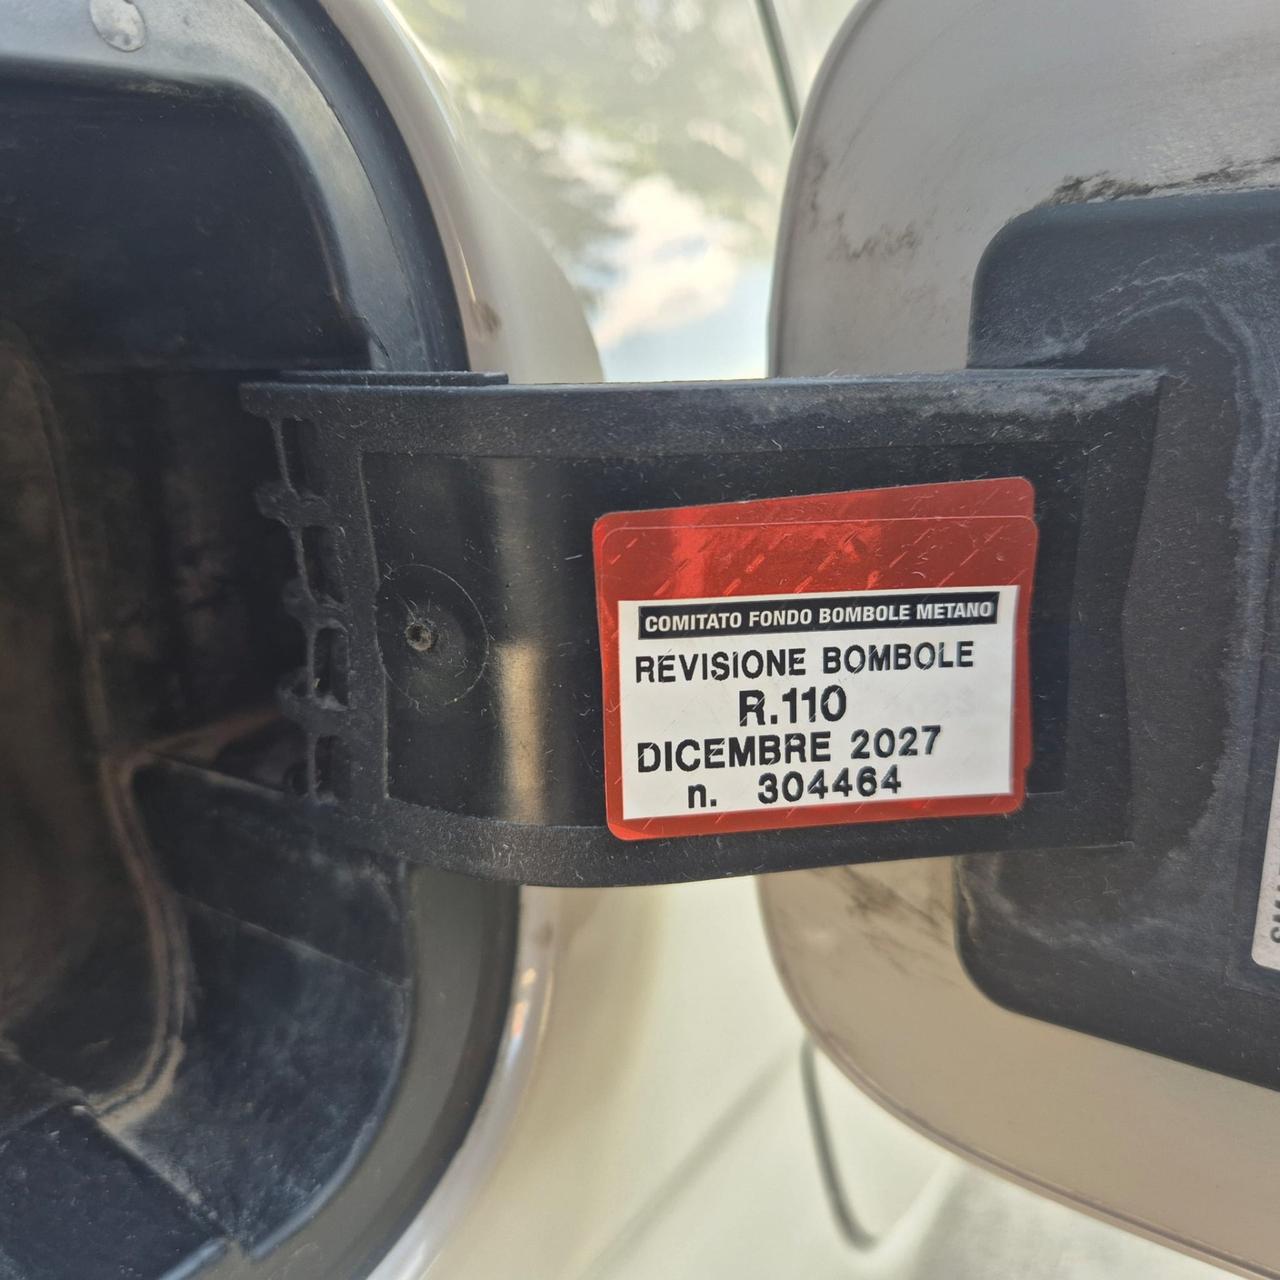 COMITATO FONDO BOMBOLE METANO
REVISIONE BOMBOLE
R.110
DICEMBRE 2027
n. 304464